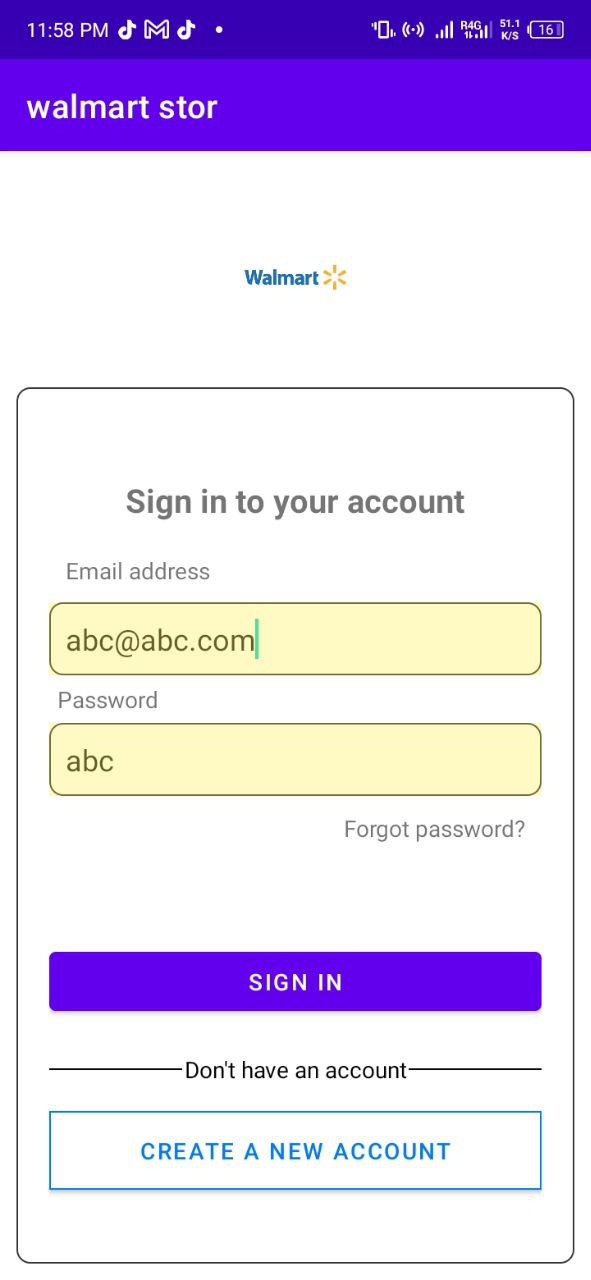 11:58 PM R4G 51.1 K/S 16
walmart stor
Walmart
Sign in to your account
Email address
abc@abc.com
Password
abc
Forgot password?
SIGN IN
Don't have an account
CREATE A NEW ACCOUNT